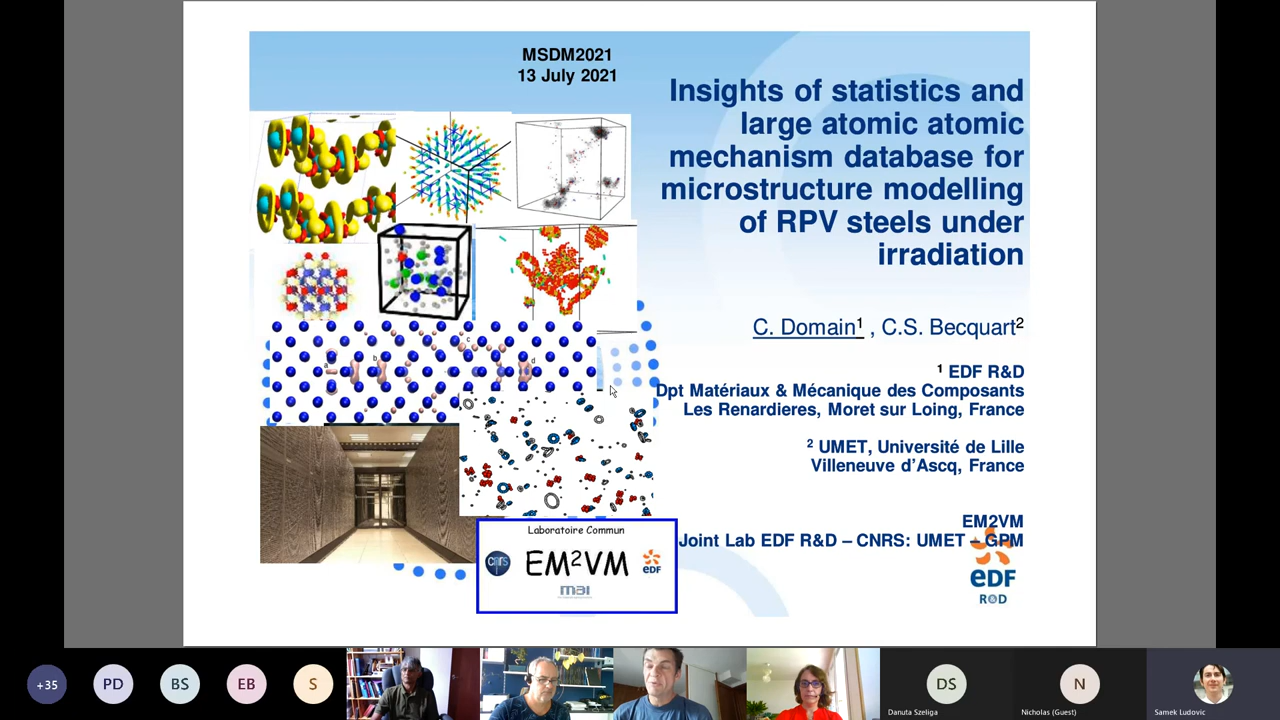 MSDM2021
13 July 2021
Insights of statistics and
large atomic atomic
mechanism database for
microstructure modelling
of RPV steels under
irradiation
C. Domain¹ , C.S. Becquart²
¹ EDF R&D
Dpt Matériaux & Mécanique des Composants
Les Renardieres, Moret sur Loing, France
² UMET, Université de Lille
Villeneuve d'Ascq, France
EM2VM
Joint Lab EDF R&D – CNRS: UMET – GPM
a
b
c
d
Laboratoire Commun
cnrs
EM²VM
eDF
eDF
R&D
+35
PD
BS
EB
S
DS
N
Danuta Szeliga
Nicholas (Guest)
Samek Ludovic